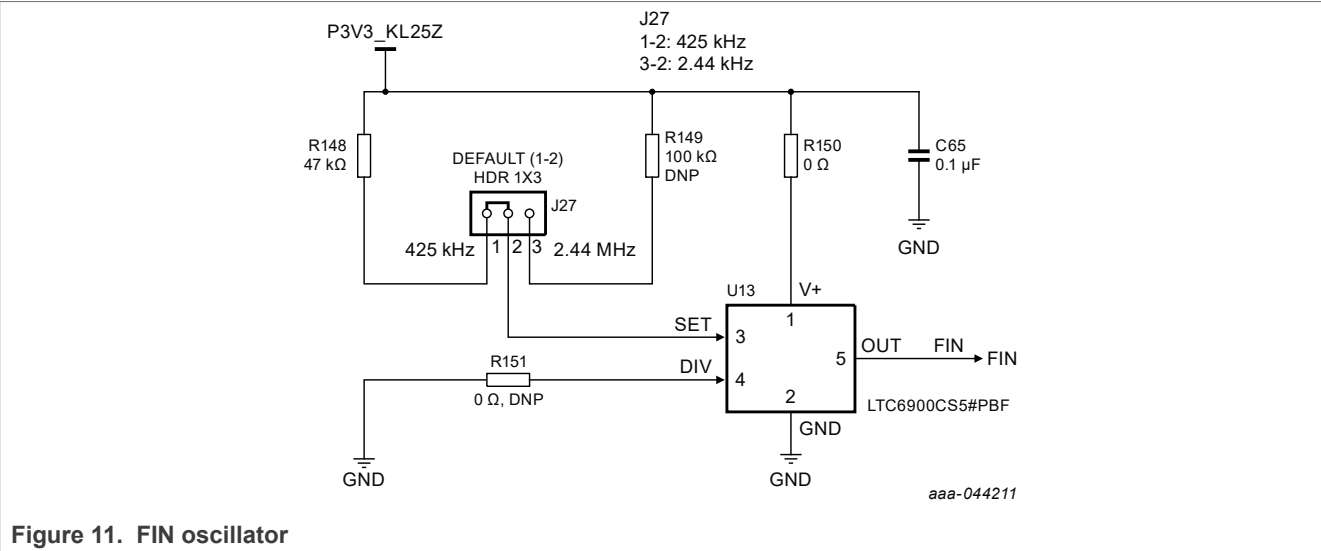 P3V3_KL25Z
J27
1-2: 425 kHz
3-2: 2.44 kHz
R148
47 kΩ
DEFAULT (1-2)
HDR 1X3
J27
R149
100 kΩ
DNP
R150
0 Ω
C65
0.1 µF
GND
425 kHz
1
2
3
2.44 MHz
U13
V+
1
SET
3
OUT
FIN
5
FIN
R151
0 Ω, DNP
DIV
4
2
LTC6900CS5#PBF
GND
GND
GND
aaa-044211
Figure 11. FIN oscillator